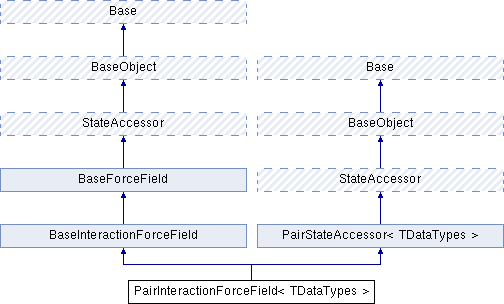 Base
BaseObject
Base
StateAccessor
BaseObject
BaseForceField
StateAccessor
BaseInteractionForceField
PairStateAccessor< TDataTypes >
PairInteractionForceField< TDataTypes >